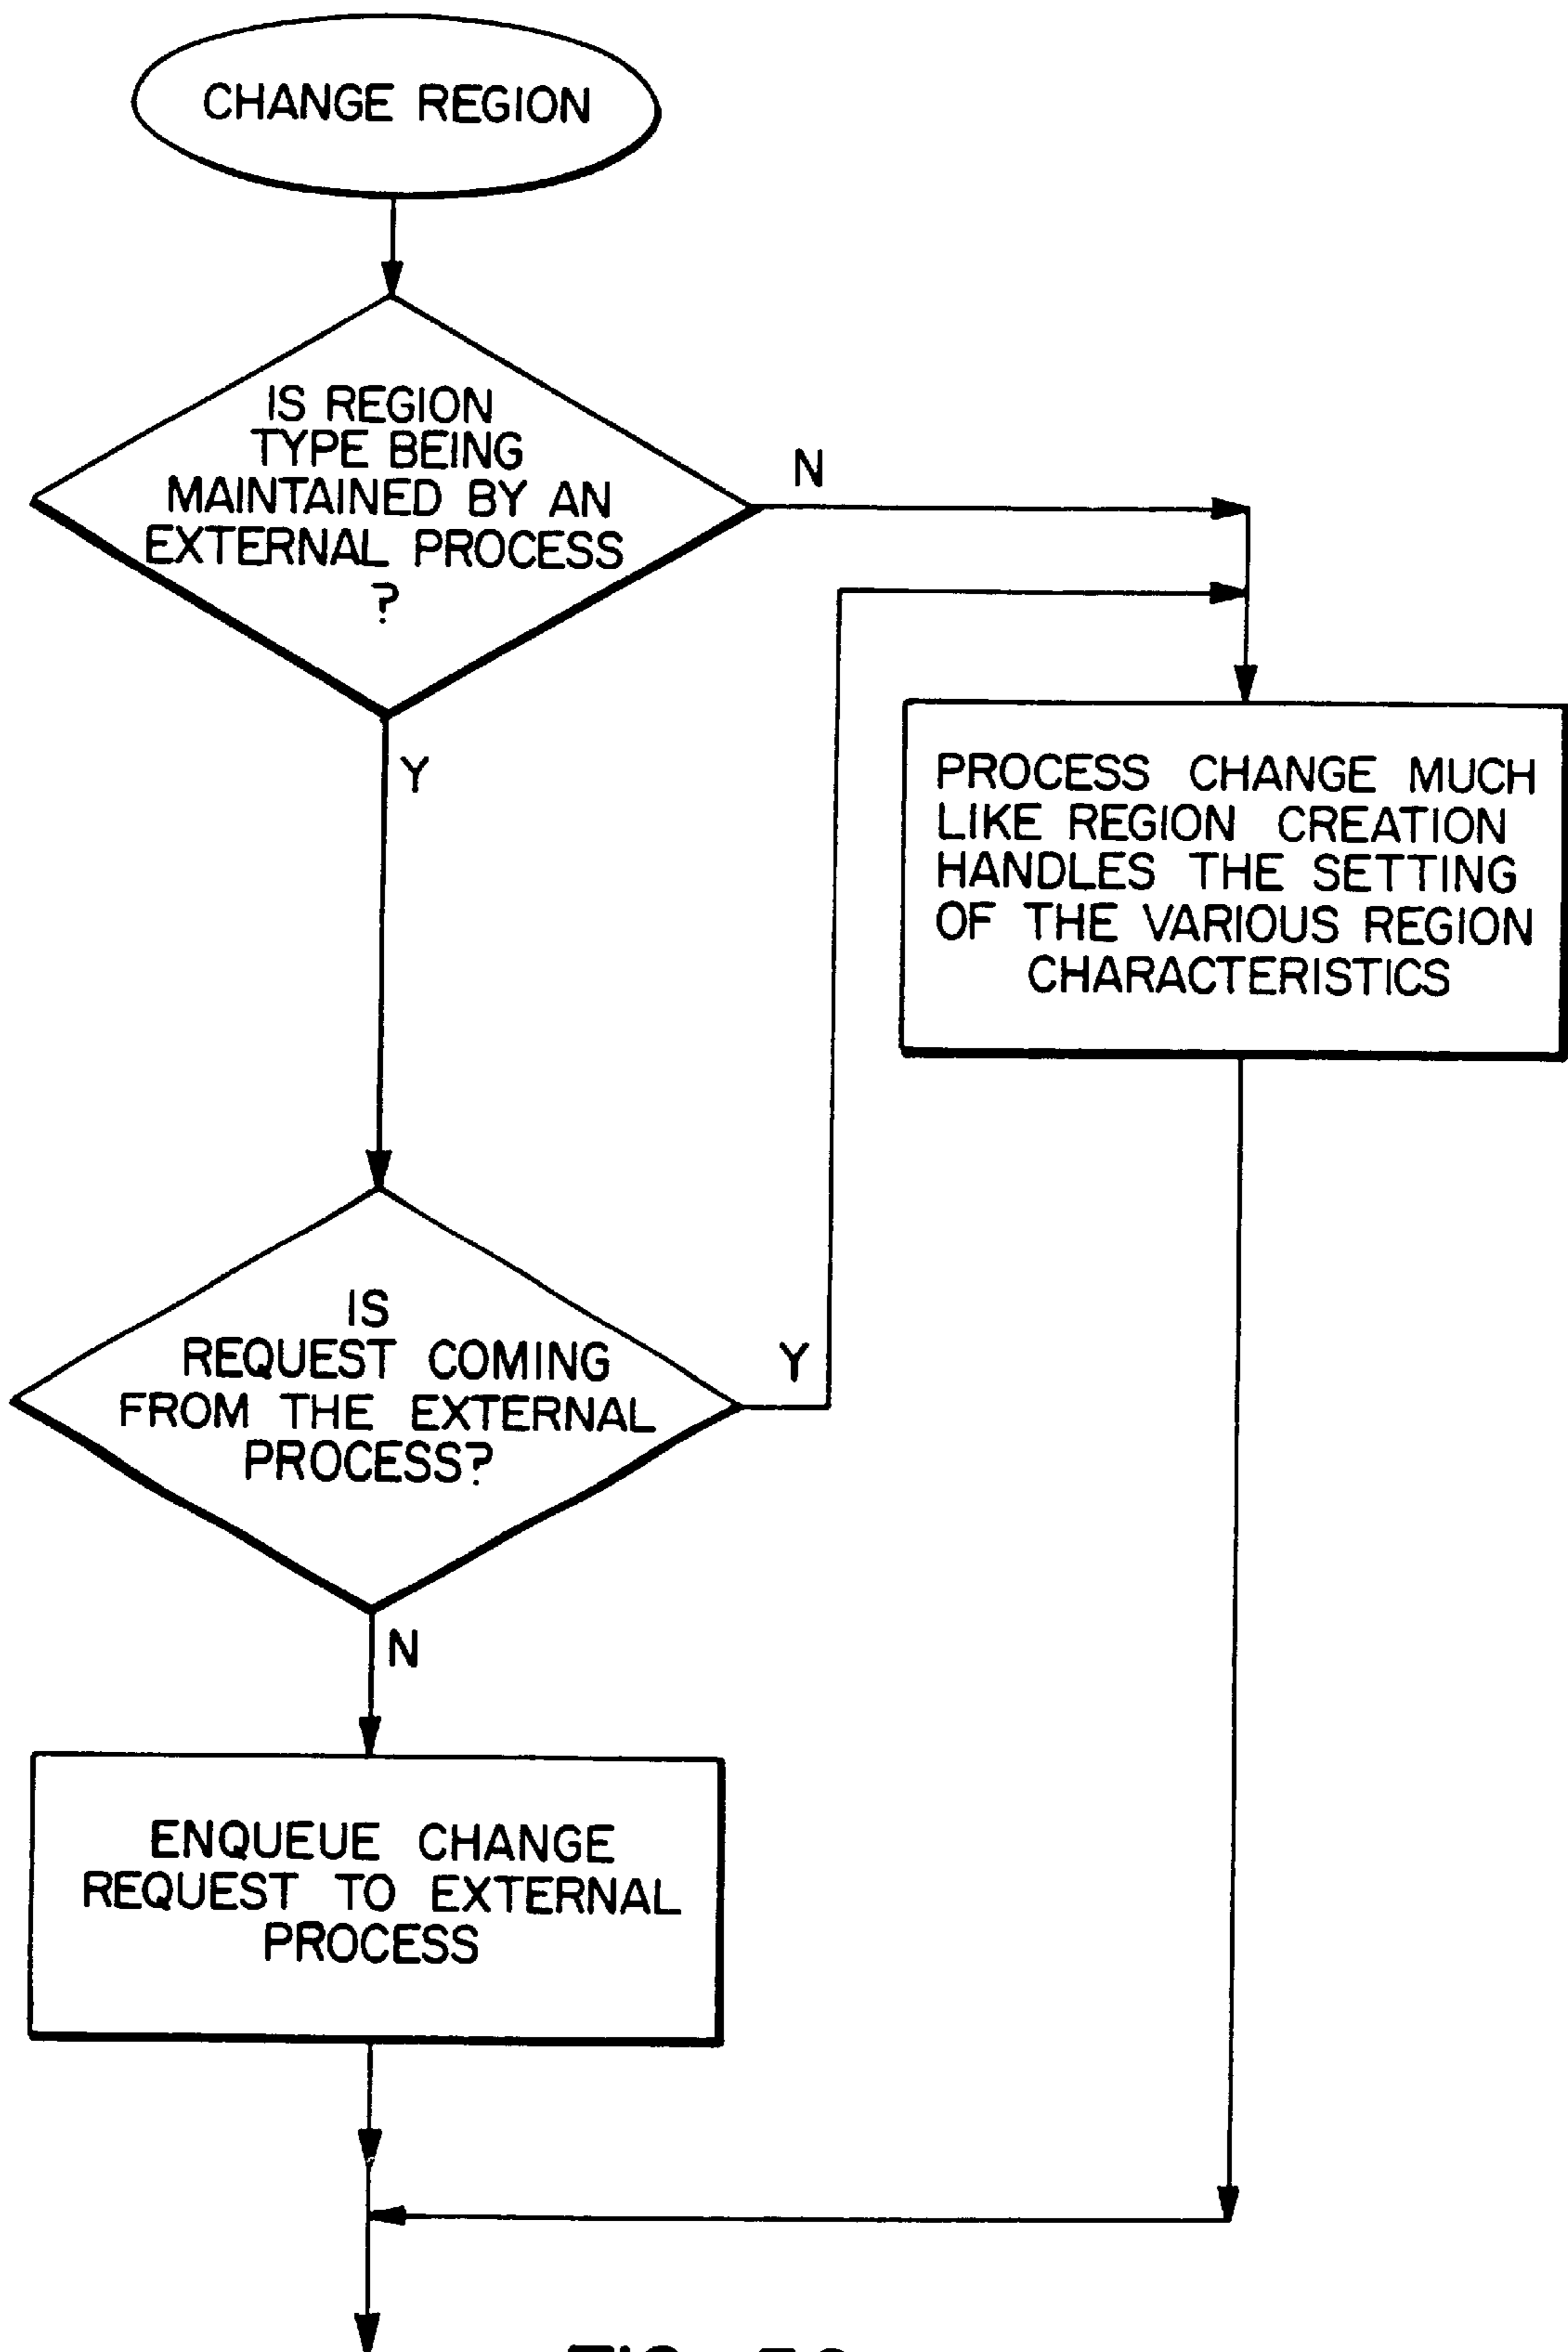 CHANGE REGION
IS REGION
TYPE BEING
MAINTAINED BY AN
EXTERNAL PROCESS
?
N
Y
PROCESS CHANGE MUCH
LIKE REGION CREATION
HANDLES THE SETTING
OF THE VARIOUS REGION
CHARACTERISTICS
IS
REQUEST COMING
FROM THE EXTERNAL
PROCESS?
Y
N
ENQUEUE CHANGE
REQUEST TO EXTERNAL
PROCESS